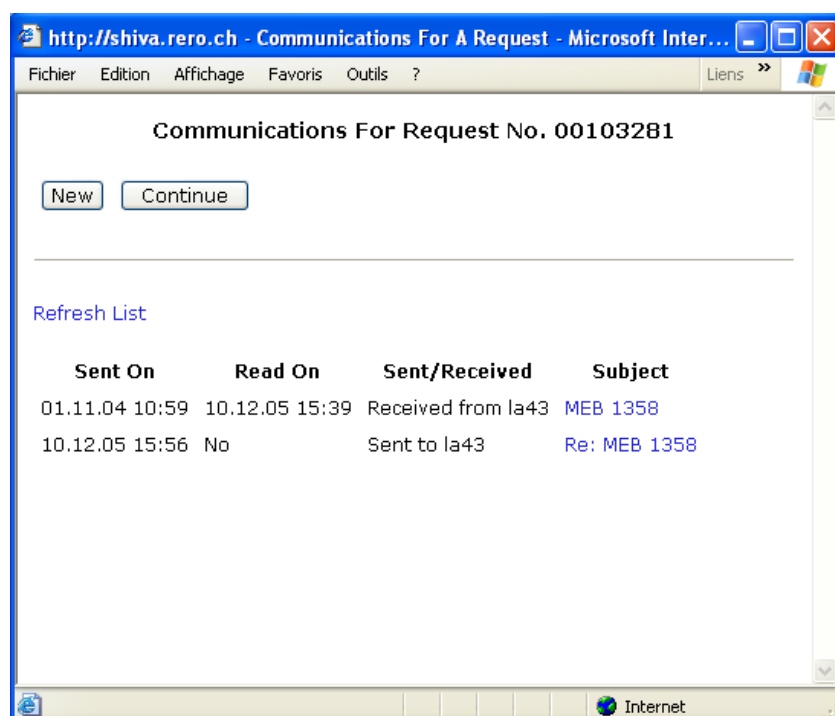 http://shiva.rero.ch - Communications For A Request - Microsoft Inter...
Fichier Edition Affichage Favoris Outils ? Liens »
Communications For Request No. 00103281
New Continue
Refresh List
Sent On Read On Sent/Received Subject
01.11.04 10:59 10.12.05 15:39 Received from la43 MEB 1358
10.12.05 15:56 No Sent to la43 Re: MEB 1358
Internet